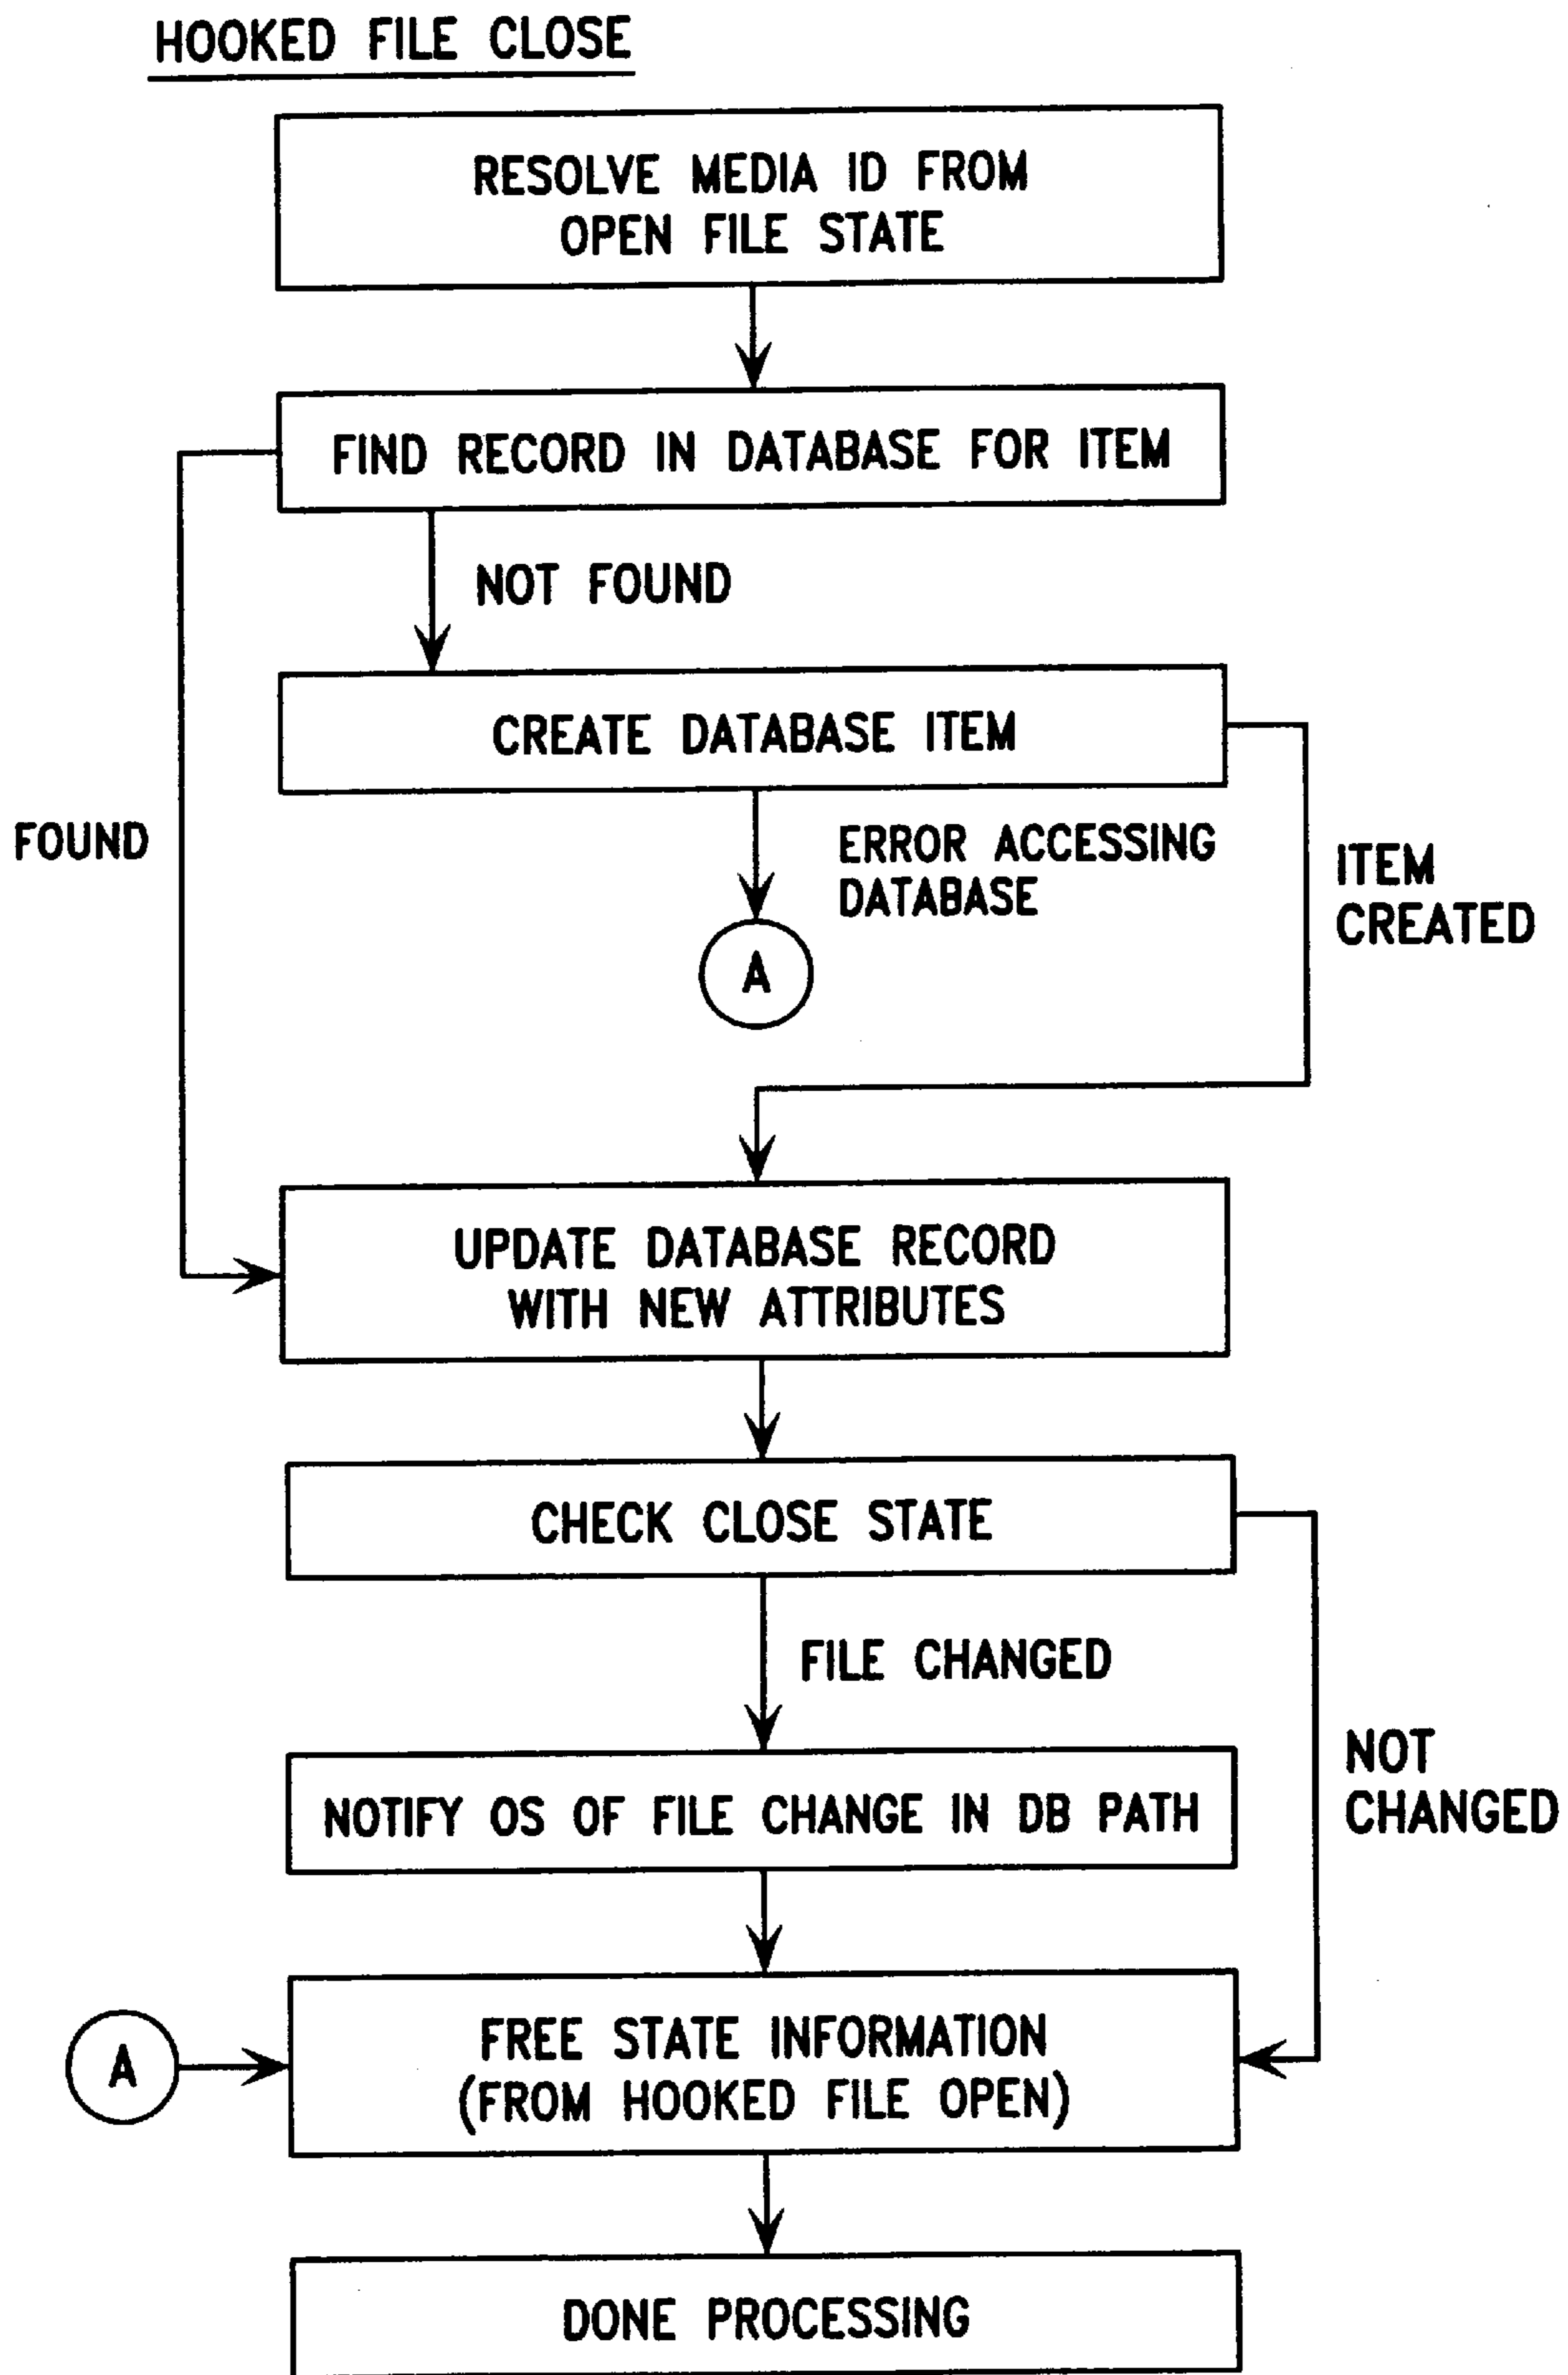 HOOKED FILE CLOSE
RESOLVE MEDIA ID FROM
OPEN FILE STATE
FIND RECORD IN DATABASE FOR ITEM
NOT FOUND
CREATE DATABASE ITEM
FOUND
ERROR ACCESSING
DATABASE
ITEM
CREATED
A
UPDATE DATABASE RECORD
WITH NEW ATTRIBUTES
CHECK CLOSE STATE
FILE CHANGED
NOT
CHANGED
NOTIFY OS OF FILE CHANGE IN DB PATH
A
FREE STATE INFORMATION
(FROM HOOKED FILE OPEN)
DONE PROCESSING